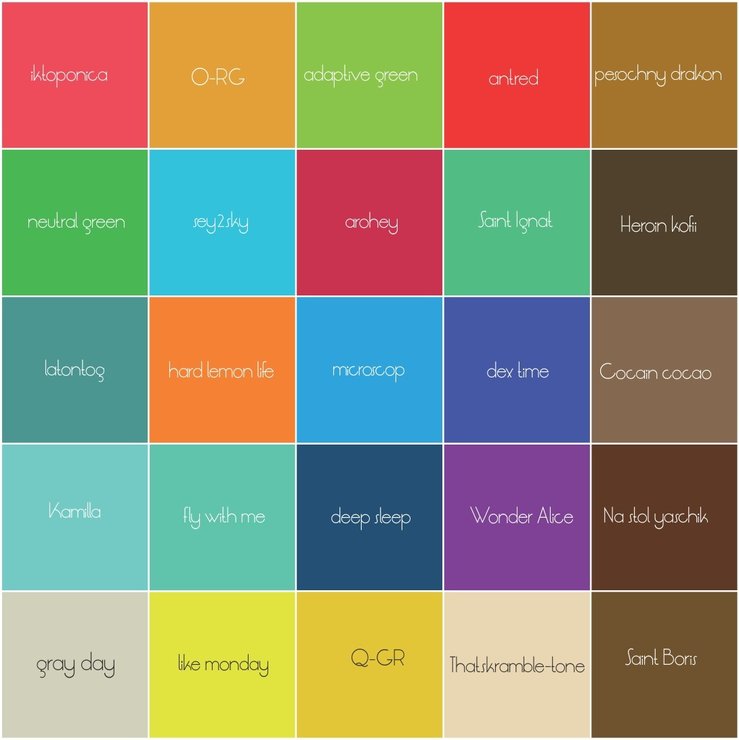 iktoponica
O-RG
adaptive green
antred
pesochny drakon
neutral green
sey2sky
arohey
Saint Ignat
Heroin kofii
latontog
hard lemon life
microscop
dex time
Cocain cocao
Kamilla
fly with me
deep sleep
Wonder Alice
Na stol yaschik
gray day
like monday
Q-GR
Thatskramble-tone
Saint Boris